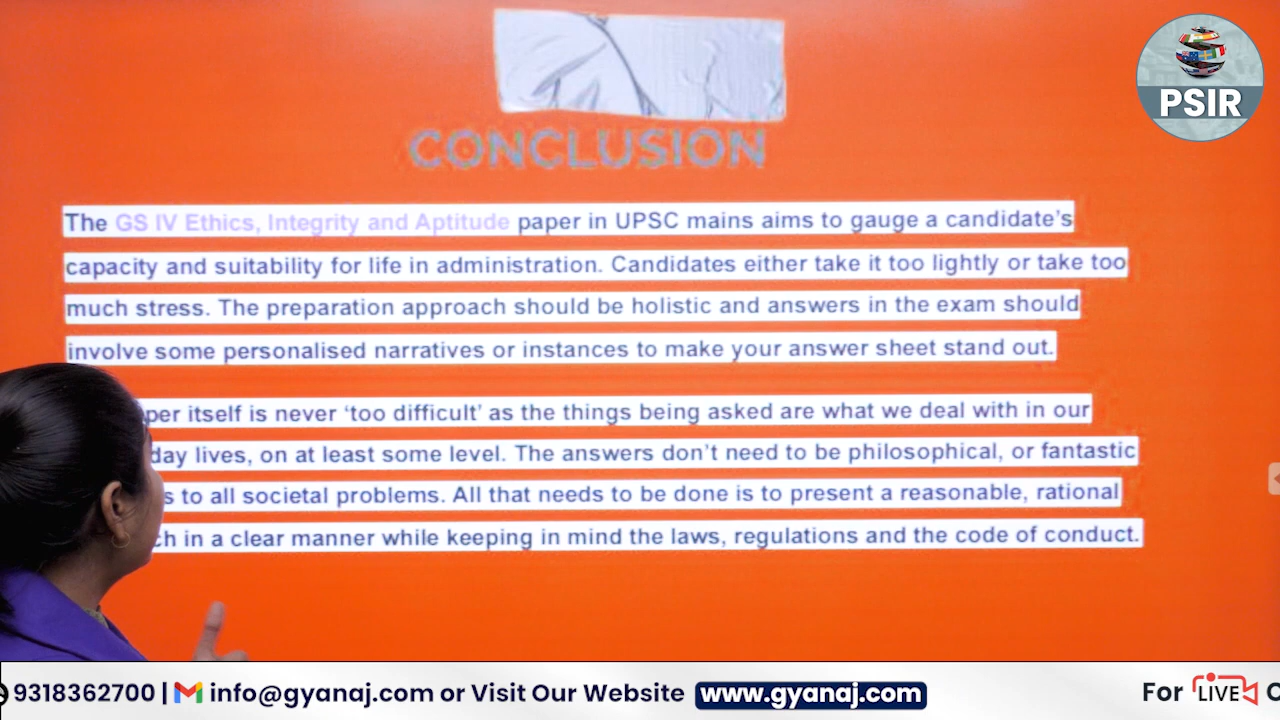 PSIR
CONCLUSION
The GS IV Ethics, Integrity and Aptitude paper in UPSC mains aims to gauge a candidate's
capacity and suitability for life in administration. Candidates either take it too lightly or take too
much stress. The preparation approach should be holistic and answers in the exam should
involve some personalised narratives or instances to make your answer sheet stand out.
itself is never ‘too difficult’ as the things being asked are what we deal with in our
day lives, on at least some level. The answers don't need to be philosophical, or fantastic
to all societal problems. All that needs to be done is to present a reasonable, rational
in a clear manner while keeping in mind the laws, regulations and the code of conduct.
9318362700 | info@gyanaj.com or Visit Our Website www.gyanaj.com For LIVE